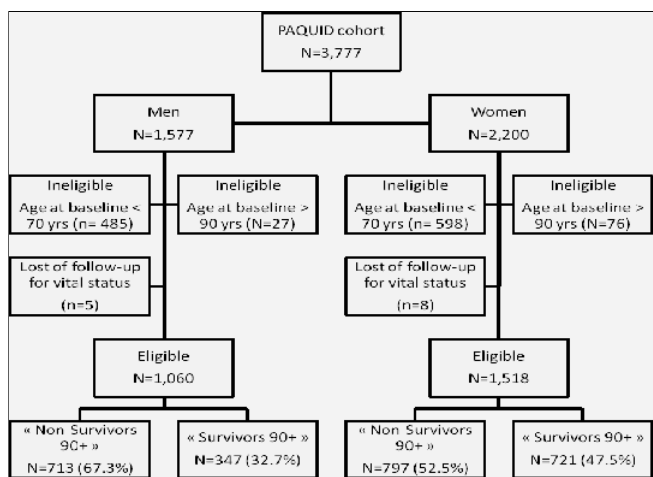 PAQUID cohort
N=3,777
Men
N=1,577
Women
N=2,200
Ineligible
Age at baseline <
70 yrs (n= 485)
Ineligible
Age at baseline >
90 yrs (N=27)
Ineligible
Age at baseline <
70 yrs (n= 598)
Ineligible
Age at baseline >
90 yrs (N=76)
Lost of follow-up
for vital status
(n=5)
Lost of follow-up
for vital status
(n=8)
Eligible
N=1,060
Eligible
N=1,518
« Non Survivors
90+ »
N=713 (67.3%)
« Survivors 90+ »
N=347 (32.7%)
« Non Survivors
90+ »
N=797 (52.5%)
« Survivors 90+ »
N=721 (47.5%)